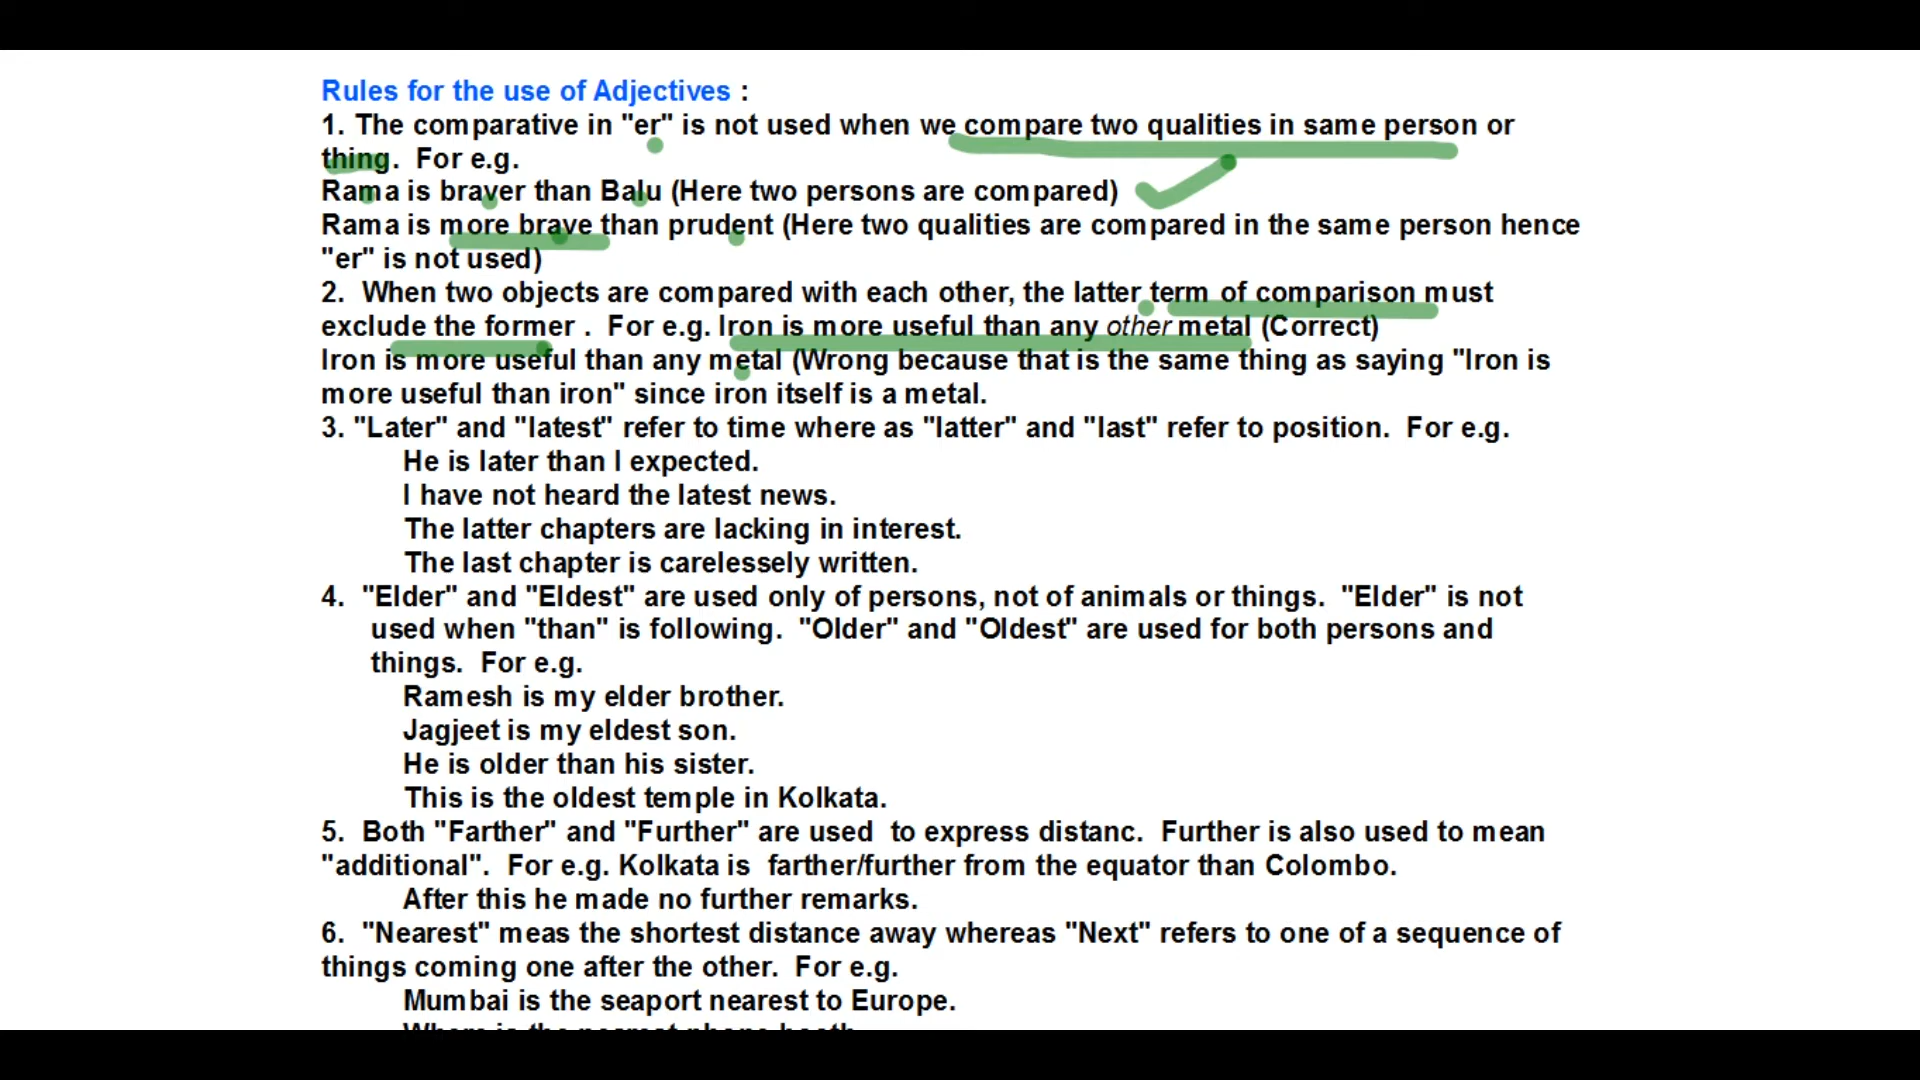 Rules for the use of Adjectives :
1. The comparative in "er" is not used when we compare two qualities in same person or
thing. For e.g.
Rama is braver than Balu (Here two persons are compared)
Rama is more brave than prudent (Here two qualities are compared in the same person hence
"er" is not used)
2. When two objects are compared with each other, the latter term of comparison must
exclude the former . For e.g. Iron is more useful than any other metal (Correct)
Iron is more useful than any metal (Wrong because that is the same thing as saying "Iron is
more useful than iron" since iron itself is a metal.
3. "Later" and "latest" refer to time where as "latter" and "last" refer to position. For e.g.
He is later than I expected.
I have not heard the latest news.
The latter chapters are lacking in interest.
The last chapter is carelessely written.
4. "Elder" and "Eldest" are used only of persons, not of animals or things. "Elder" is not
used when "than" is following. "Older" and "Oldest" are used for both persons and
things. For e.g.
Ramesh is my elder brother.
Jagjeet is my eldest son.
He is older than his sister.
This is the oldest temple in Kolkata.
5. Both "Farther" and "Further" are used to express distanc. Further is also used to mean
"additional". For e.g. Kolkata is farther/further from the equator than Colombo.
After this he made no further remarks.
6. "Nearest" meas the shortest distance away whereas "Next" refers to one of a sequence of
things coming one after the other. For e.g.
Mumbai is the seaport nearest to Europe.